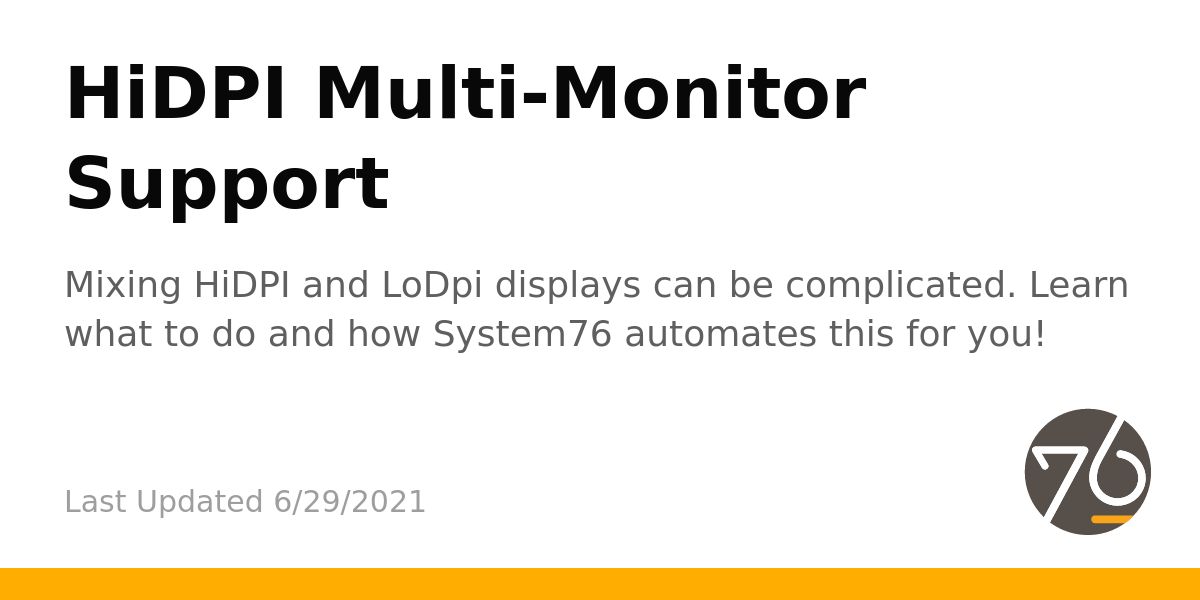 HiDPI Multi-Monitor
Support
Mixing HiDPI and LoDpi displays can be complicated. Learn
what to do and how System76 automates this for you!
Last Updated 6/29/2021
76